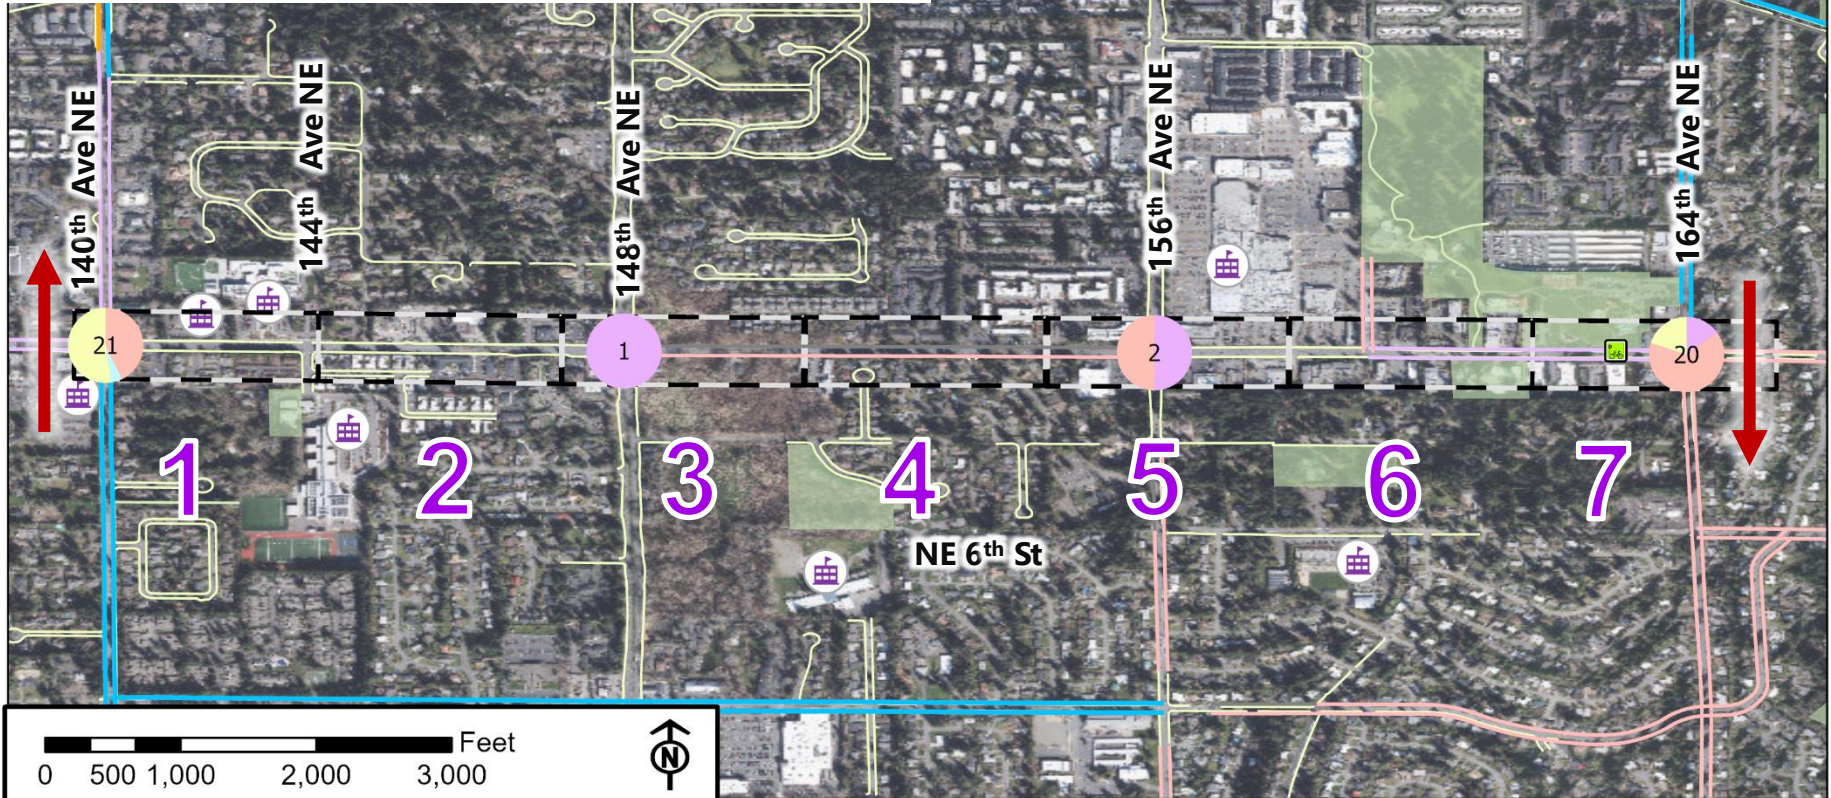 140th Ave NE
144th Ave NE
148th Ave NE
156th Ave NE
164th Ave NE
21
1
2
20
1
2
3
4
5
6
7
NE 6th St
Feet
0 500 1,000 2,000 3,000
N